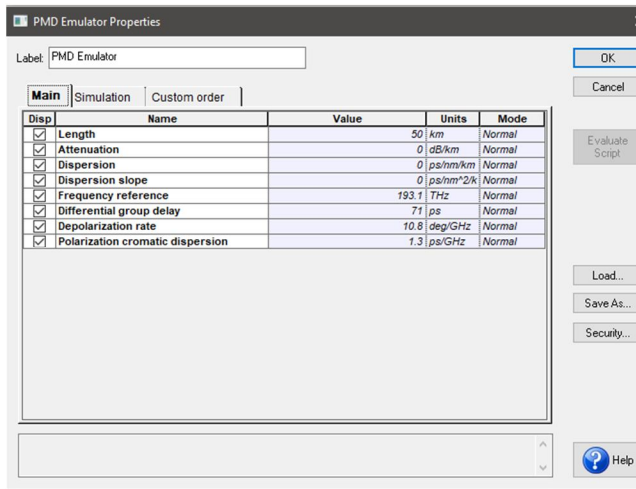 PMD Emulator Properties
Label: PMD Emulator
OK
Cancel
Main Simulation Custom order
Disp Name Value Units Mode
Length 50 km Normal
Attenuation 0 dB/km Normal
Dispersion 0 ps/nm/km Normal
Dispersion slope 0 ps/nm^2/k Normal
Frequency reference 193.1 THz Normal
Differential group delay 71 ps Normal
Depolarization rate 10.8 deg/GHz Normal
Polarization cromatic dispersion 1.3 ps/GHz Normal
Evaluate
Script
Load...
Save As...
Security...
? Help